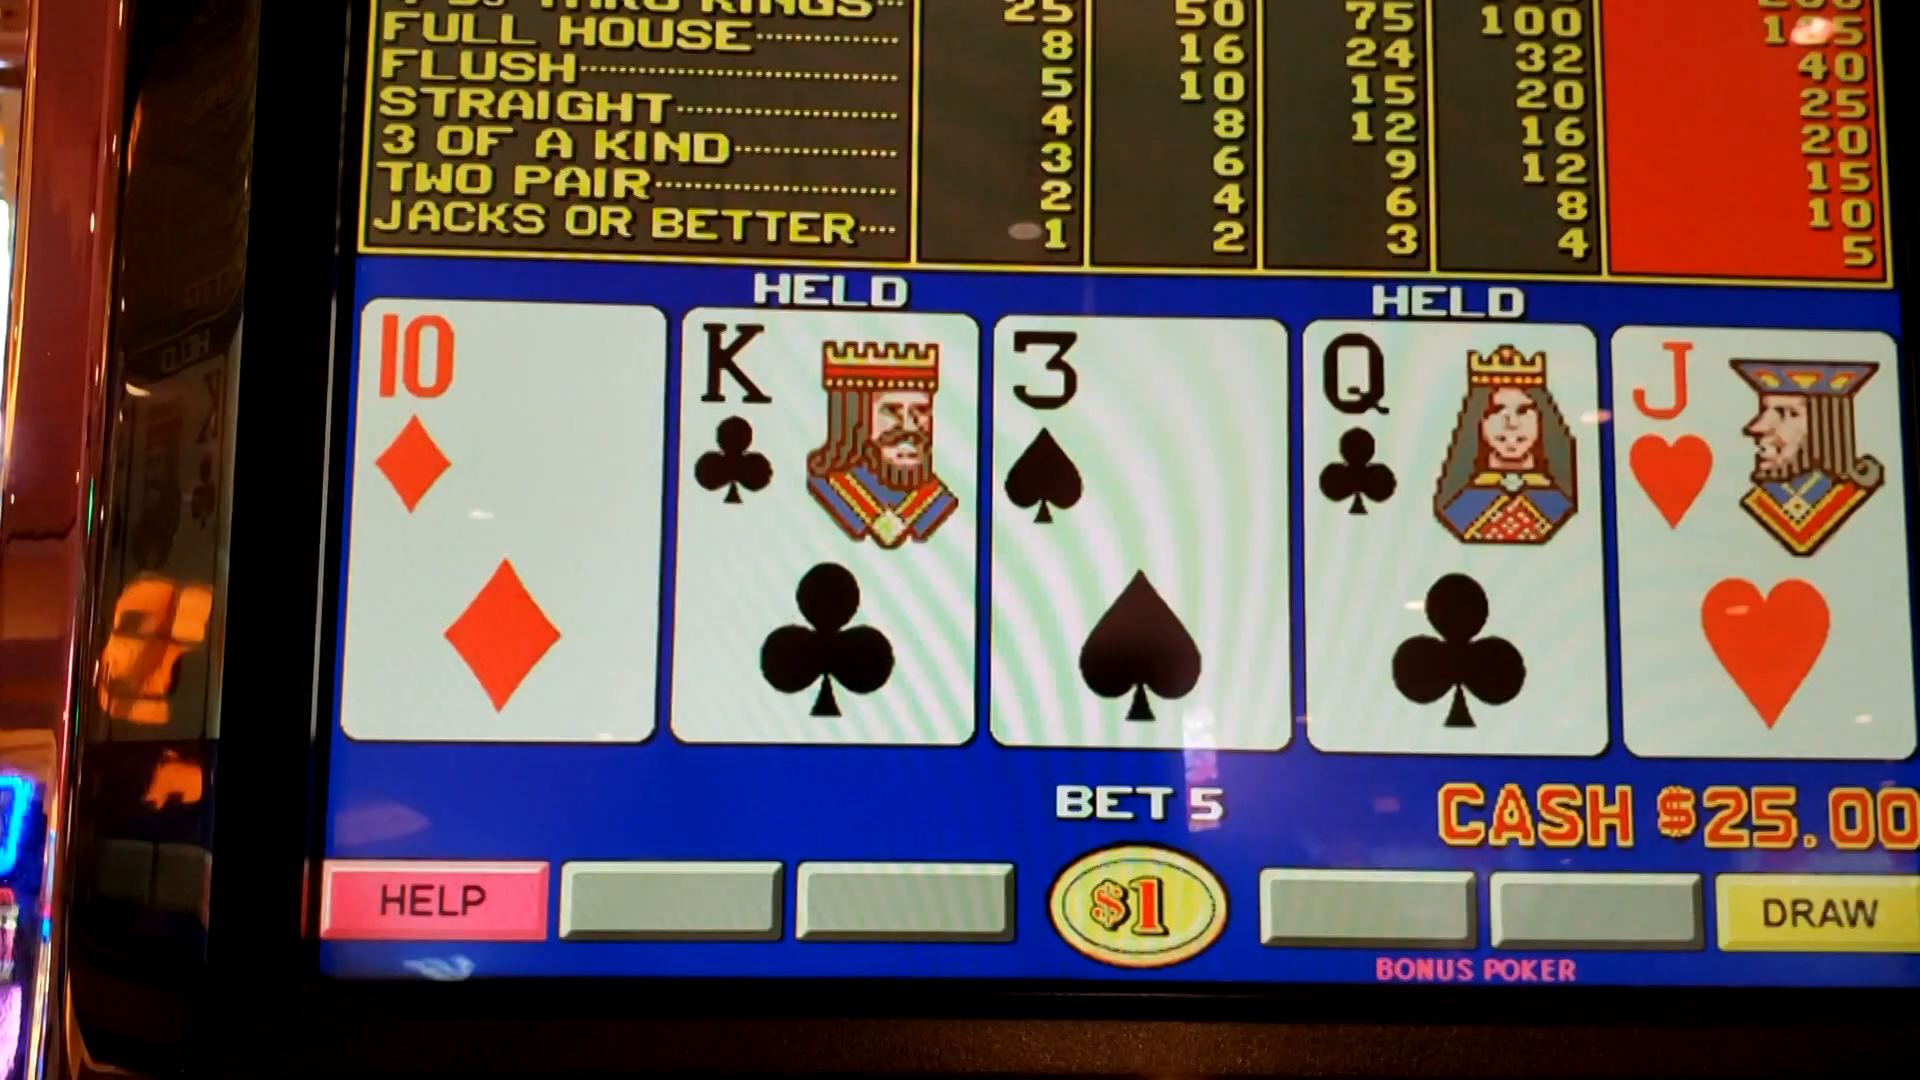 THRU KINGS 25 50 75 100
FULL HOUSE 8 16 24 32 40
FLUSH 5 10 15 20 25
STRAIGHT 4 8 12 16 20
3 OF A KIND 3 6 9 12 15
TWO PAIR 2 4 6 8 10
JACKS OR BETTER 1 2 3 4 5
HELD HELD
10 K 3 Q J
BET 5 CASH $25.00
HELP $1 DRAW
BONUS POKER